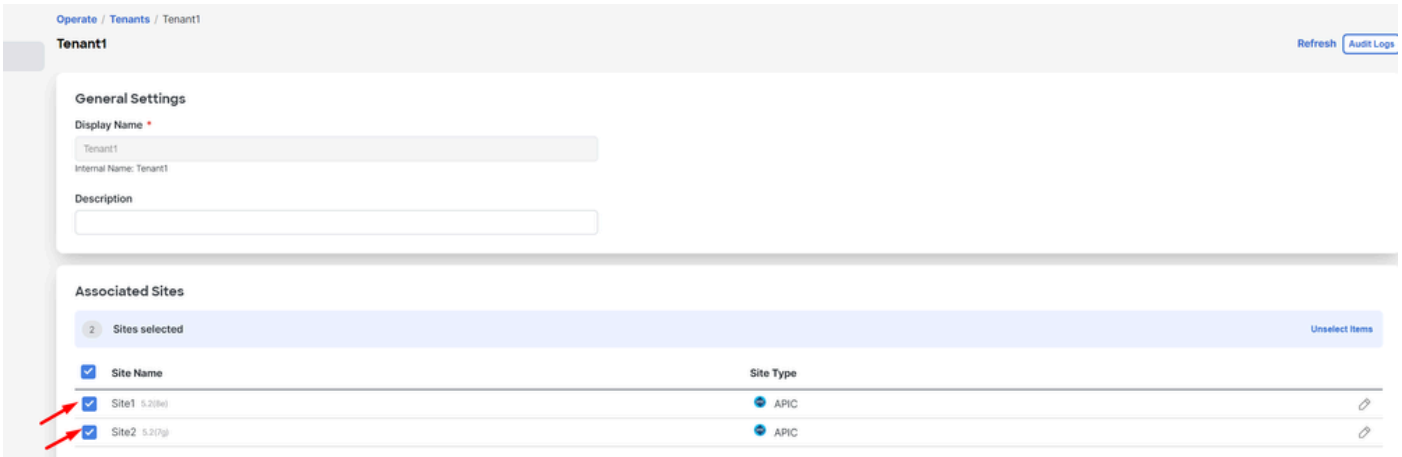 Operate / Tenants / Tenant1
Tenant1
Refresh Audit Logs
General Settings
Display Name *
Tenant1
Internal Name: Tenant1
Description
Associated Sites
2 Sites selected Unselect Items
Site Name Site Type
Site1 5.2(8e) APIC
Site2 5.2(7g) APIC